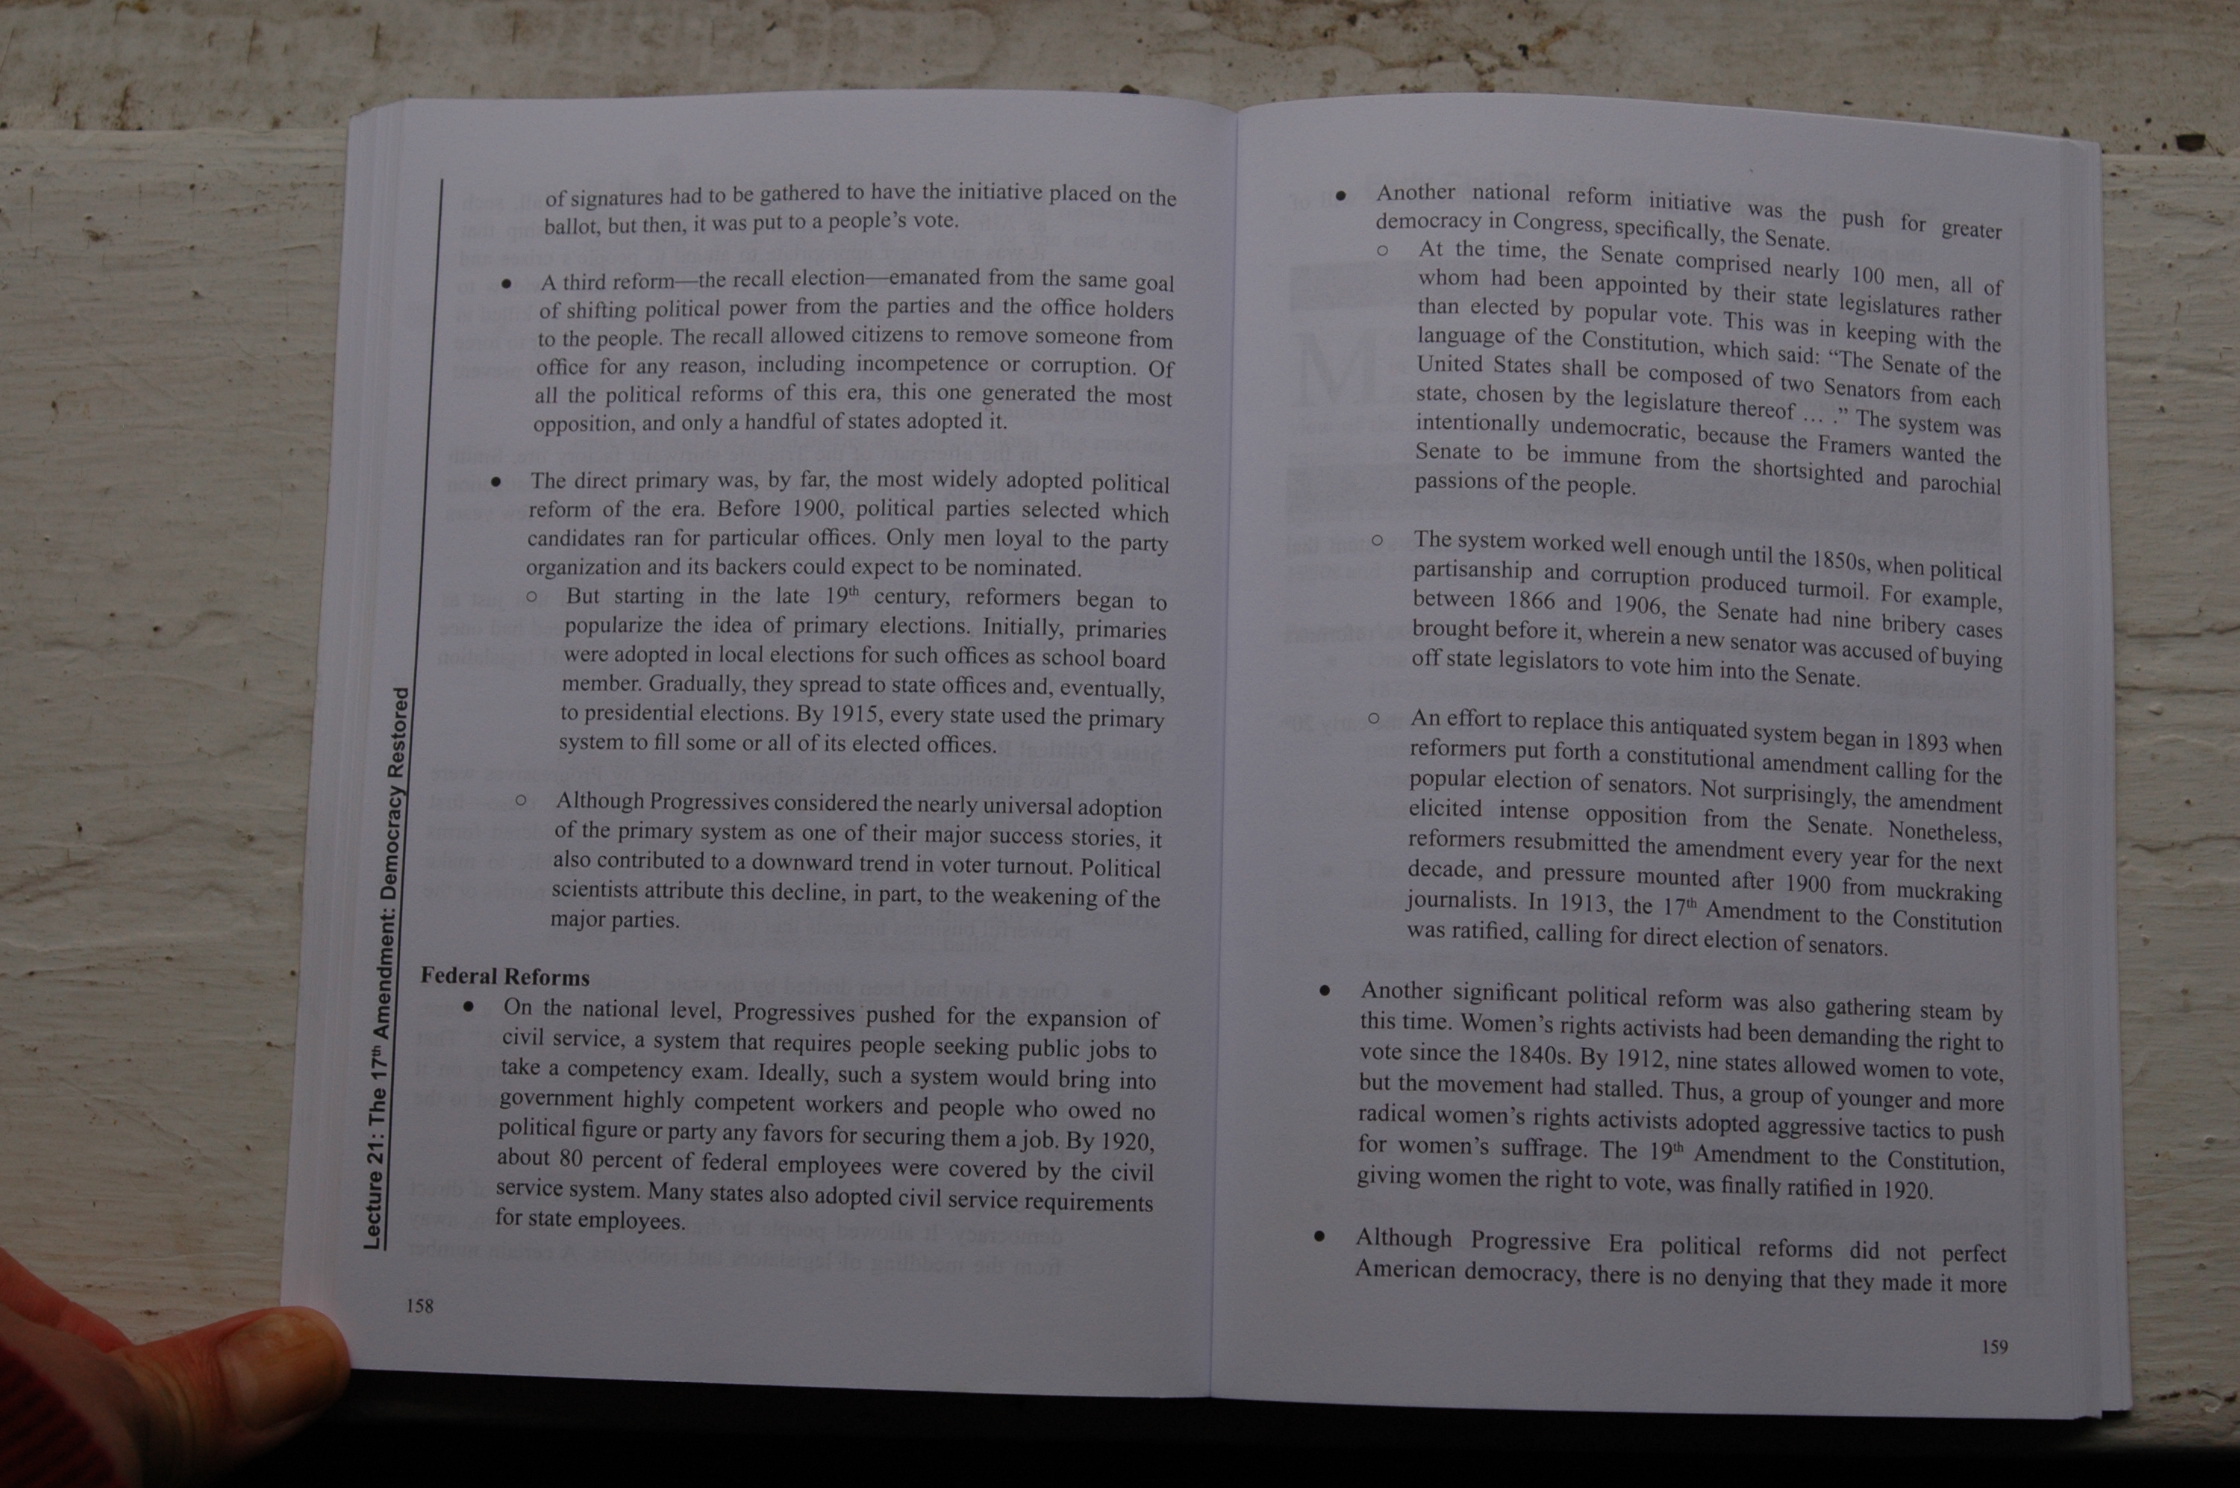 of signatures had to be gathered to have the initiative placed on the
ballot, but then, it was put to a people's vote.
• A third reform—the recall election—emanated from the same goal
of shifting political power from the parties and the office holders
to the people. The recall allowed citizens to remove someone from
office for any reason, including incompetence or corruption. Of
all the political reforms of this era, this one generated the most
opposition, and only a handful of states adopted it.
• The direct primary was, by far, the most widely adopted political
reform of the era. Before 1900, political parties selected which
candidates ran for particular offices. Only men loyal to the party
organization and its backers could expect to be nominated.
○ But starting in the late 19th century, reformers began to
popularize the idea of primary elections. Initially, primaries
were adopted in local elections for such offices as school board
member. Gradually, they spread to state offices and, eventually,
to presidential elections. By 1915, every state used the primary
system to fill some or all of its elected offices.
○ Although Progressives considered the nearly universal adoption
of the primary system as one of their major success stories, it
also contributed to a downward trend in voter turnout. Political
scientists attribute this decline, in part, to the weakening of the
major parties.
Federal Reforms
• On the national level, Progressives pushed for the expansion of
civil service, a system that requires people seeking public jobs to
take a competency exam. Ideally, such a system would bring into
government highly competent workers and people who owed no
political figure or party any favors for securing them a job. By 1920,
about 80 percent of federal employees were covered by the civil
service system. Many states also adopted civil service requirements
for state employees.
Lecture 21: The 17th Amendment: Democracy Restored
158
• Another national reform initiative was the push for greater
democracy in Congress, specifically, the Senate.
○ At the time, the Senate comprised nearly 100 men, all of
whom had been appointed by their state legislatures rather
than elected by popular vote. This was in keeping with the
language of the Constitution, which said: “The Senate of the
United States shall be composed of two Senators from each
state, chosen by the legislature thereof … .” The system was
intentionally undemocratic, because the Framers wanted the
Senate to be immune from the shortsighted and parochial
passions of the people.
○ The system worked well enough until the 1850s, when political
partisanship and corruption produced turmoil. For example,
between 1866 and 1906, the Senate had nine bribery cases
brought before it, wherein a new senator was accused of buying
off state legislators to vote him into the Senate.
○ An effort to replace this antiquated system began in 1893 when
reformers put forth a constitutional amendment calling for the
popular election of senators. Not surprisingly, the amendment
elicited intense opposition from the Senate. Nonetheless,
reformers resubmitted the amendment every year for the next
decade, and pressure mounted after 1900 from muckraking
journalists. In 1913, the 17th Amendment to the Constitution
was ratified, calling for direct election of senators.
• Another significant political reform was also gathering steam by
this time. Women's rights activists had been demanding the right to
vote since the 1840s. By 1912, nine states allowed women to vote,
but the movement had stalled. Thus, a group of younger and more
radical women's rights activists adopted aggressive tactics to push
for women's suffrage. The 19th Amendment to the Constitution,
giving women the right to vote, was finally ratified in 1920.
• Although Progressive Era political reforms did not perfect
American democracy, there is no denying that they made it more
159